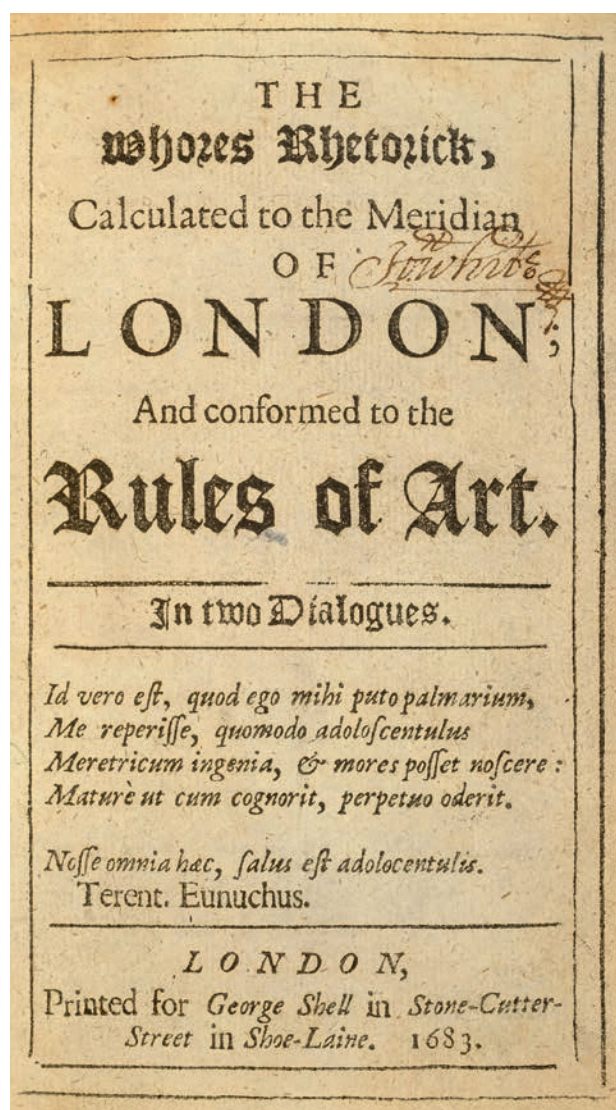 THE
Whores Rhetorick,
Calculated to the Meridian
OF
LONDON;
And conformed to the
Rules of Art.
In two Dialogues.
Id vero eſt, quod ego mihi puto palmarium,
Me reperiſſe, quomodo adoloſcentulus
Meretricum ingenia, & mores poſſet noſcere:
Maturè ut cum cognorit, perpetuo oderit.
Noſſe omnia hæc, ſalus eſt adolocentulis.
Terent. Eunuchus.
LONDON,
Printed for George Shell in Stone-Cutter-
Street in Shoe-Laine. 1683.